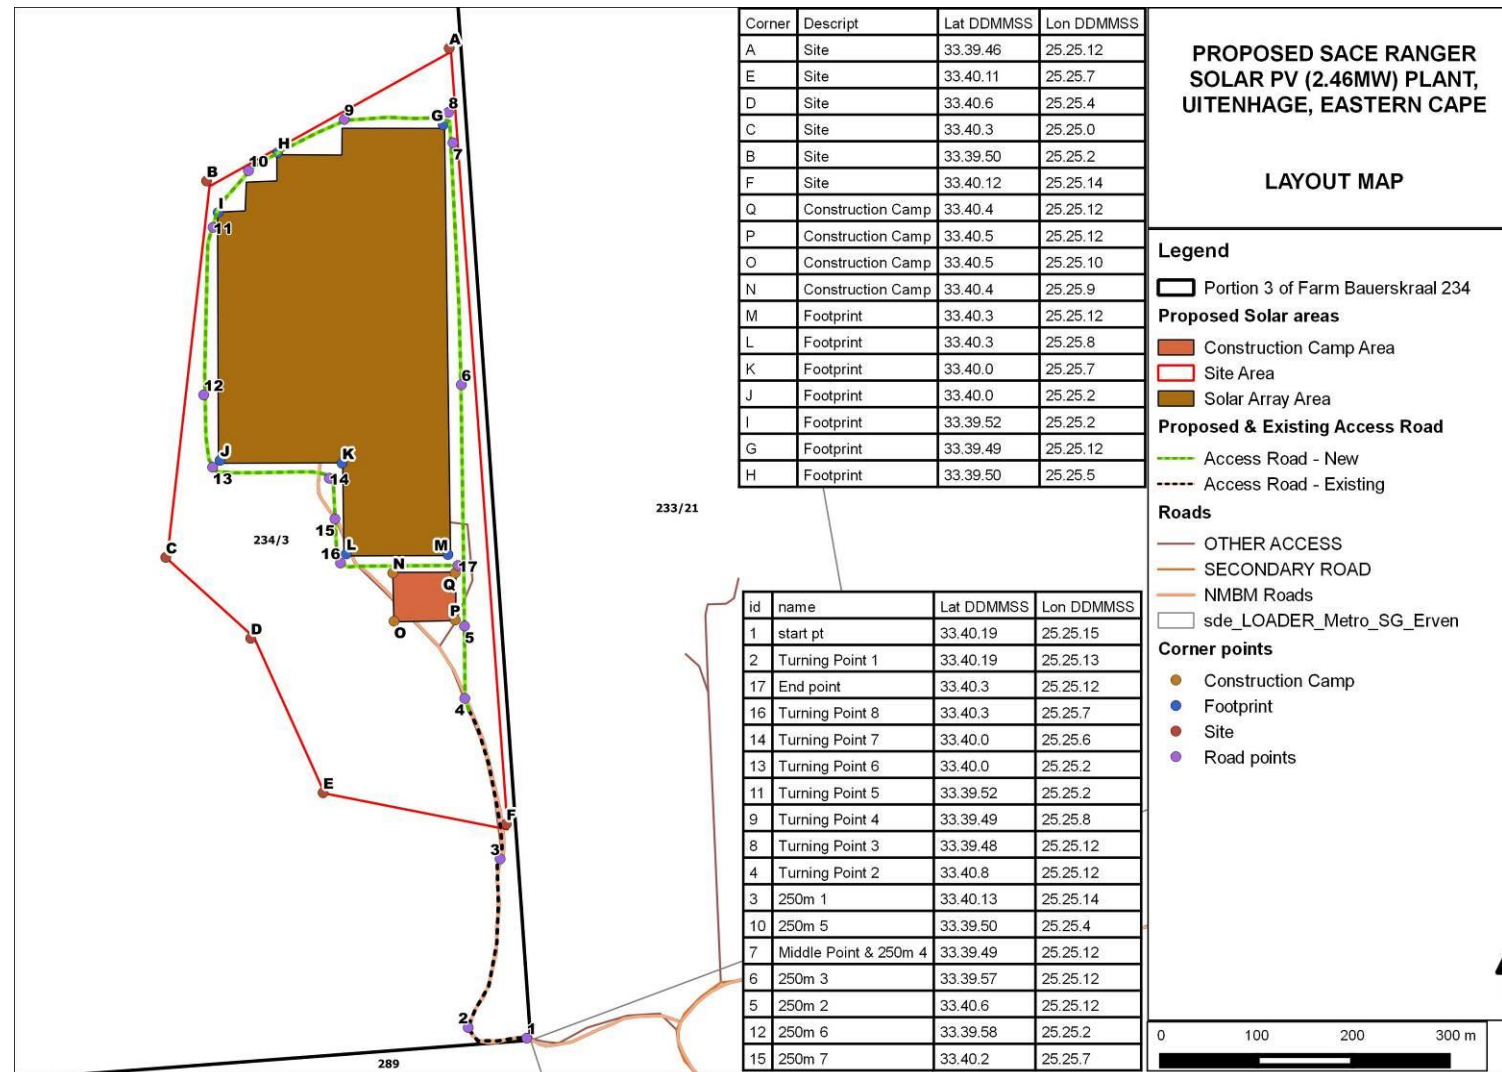 Corner Descript Lat DDMMSS Lon DDMMSS
A Site 33.39.46 25.25.12
E Site 33.40.11 25.25.7
D Site 33.40.6 25.25.4
C Site 33.40.3 25.25.0
B Site 33.39.50 25.25.2
F Site 33.40.12 25.25.14
Q Construction Camp 33.40.4 25.25.12
P Construction Camp 33.40.5 25.25.12
O Construction Camp 33.40.5 25.25.10
N Construction Camp 33.40.4 25.25.9
M Footprint 33.40.3 25.25.12
L Footprint 33.40.3 25.25.8
K Footprint 33.40.0 25.25.7
J Footprint 33.40.0 25.25.2
I Footprint 33.39.52 25.25.2
G Footprint 33.39.49 25.25.12
H Footprint 33.39.50 25.25.5
PROPOSED SACE RANGER
SOLAR PV (2.46MW) PLANT,
UITENHAGE, EASTERN CAPE
LAYOUT MAP
Legend
Portion 3 of Farm Bauerskraal 234
Proposed Solar areas
Construction Camp Area
Site Area
Solar Array Area
Proposed & Existing Access Road
Access Road - New
Access Road - Existing
Roads
OTHER ACCESS
SECONDARY ROAD
NMBM Roads
sde_LOADER_Metro_SG_Erven
Corner points
Construction Camp
Footprint
Site
Road points
0 100 200 300 m
id name Lat DDMMSS Lon DDMMSS
1 start pt 33.40.19 25.25.15
2 Turning Point 1 33.40.19 25.25.13
17 End point 33.40.3 25.25.12
16 Turning Point 8 33.40.3 25.25.7
14 Turning Point 7 33.40.0 25.25.6
13 Turning Point 6 33.40.0 25.25.2
11 Turning Point 5 33.39.52 25.25.2
9 Turning Point 4 33.39.49 25.25.8
8 Turning Point 3 33.39.48 25.25.12
4 Turning Point 2 33.40.8 25.25.12
3 250m 1 33.40.13 25.25.14
10 250m 5 33.39.50 25.25.4
7 Middle Point & 250m 4 33.39.49 25.25.12
6 250m 3 33.39.57 25.25.12
5 250m 2 33.40.6 25.25.12
12 250m 6 33.39.58 25.25.2
15 250m 7 33.40.2 25.25.7
A
8
9
G
H
7
10
B
I
11
6
12
J
K
13
14
15
233/21
234/3
L
M
16
N
17
C
Q
P
O
5
D
4
E
F
3
2
1
289